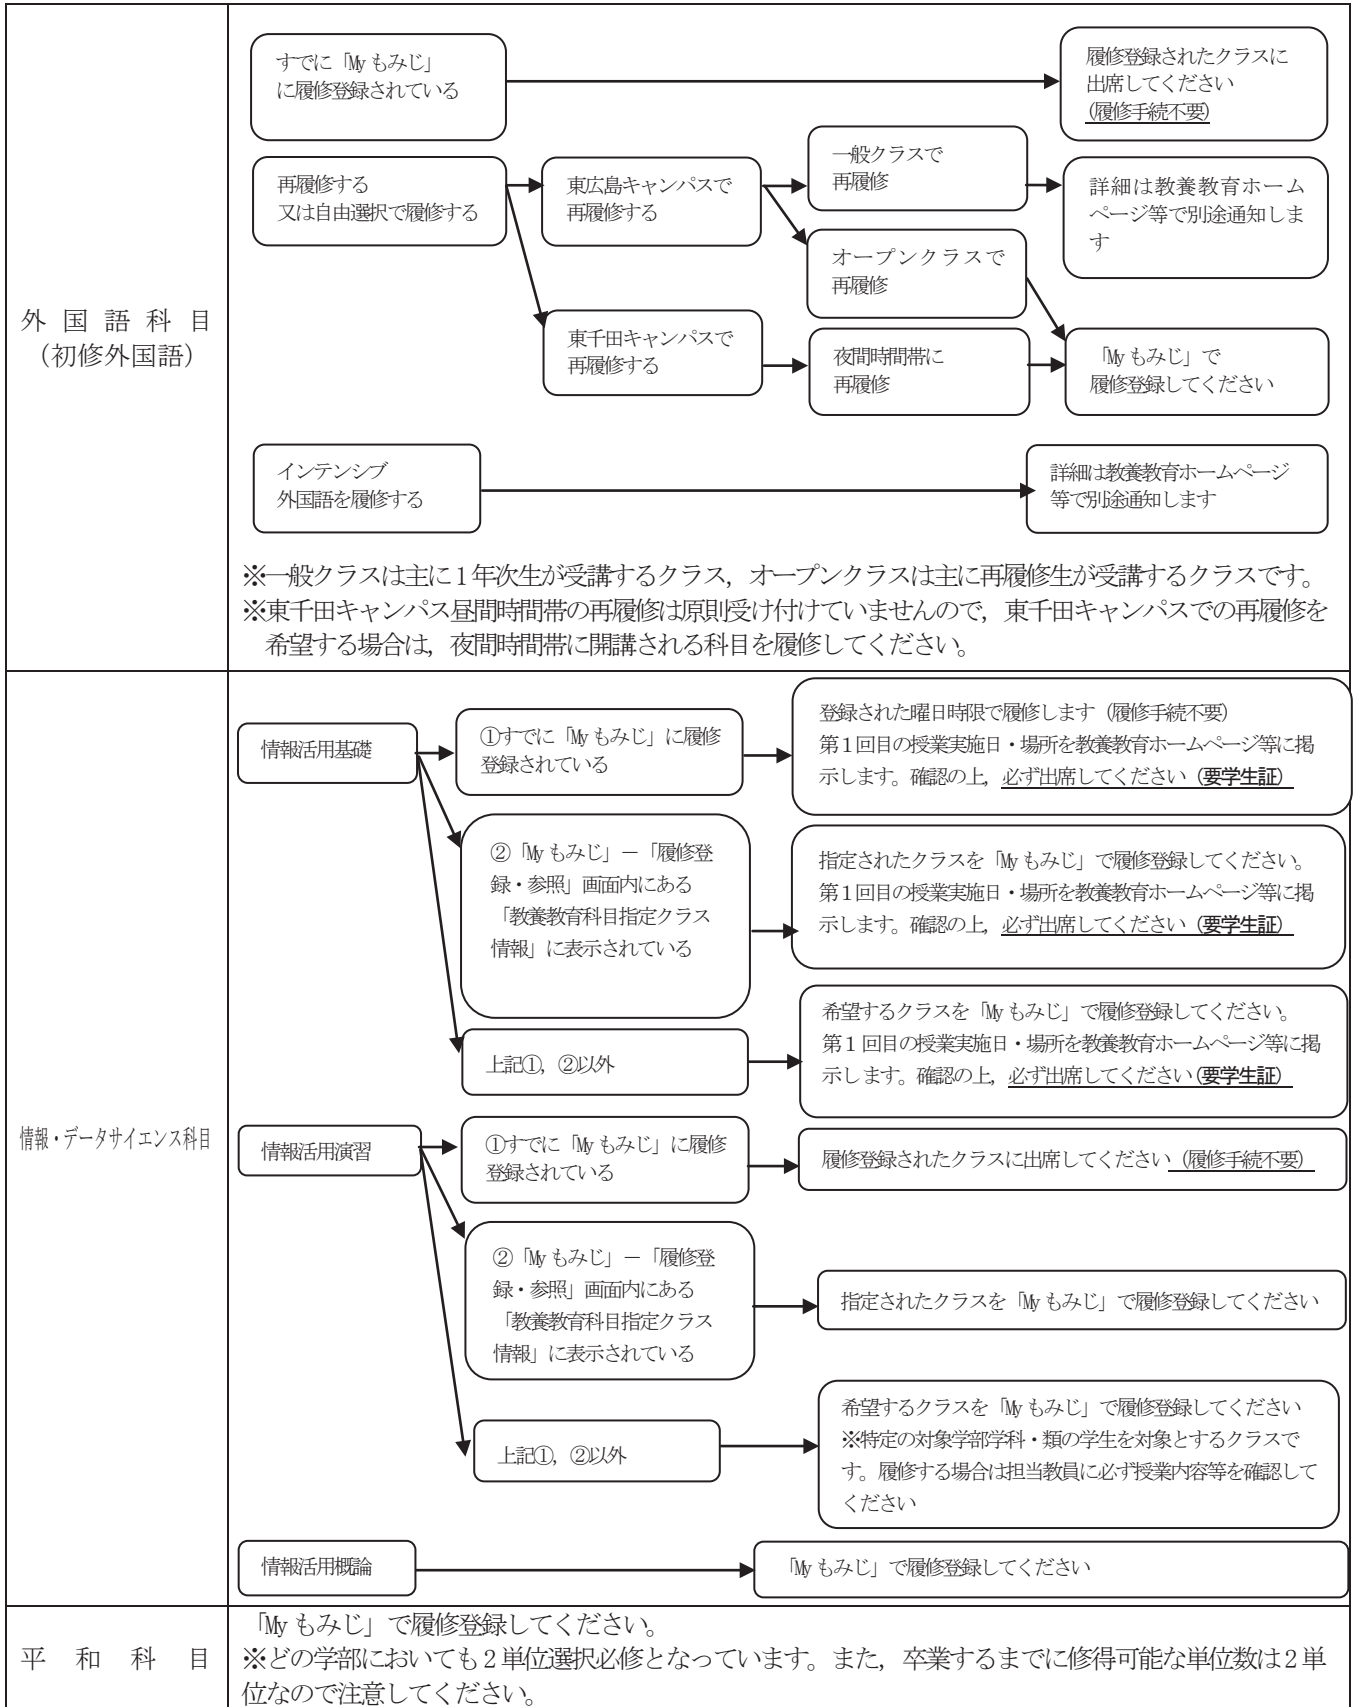 外国語科目
（初修外国語）
すでに「Myもみじ」
に履修登録されている
履修登録されたクラスに
出席してください
(履修手続不要)
再履修する
又は自由選択で履修する
東広島キャンパスで
再履修する
一般クラスで
再履修
詳細は教養教育ホーム
ページ等で別途通知しま
す
オープンクラスで
再履修
東千田キャンパスで
再履修する
夜間時間帯に
再履修
「Myもみじ」で
履修登録してください
インテンシブ
外国語を履修する
詳細は教養教育ホームページ
等で別途通知します
※一般クラスは主に1年次生が受講するクラス，オープンクラスは主に再履修生が受講するクラスです。
※東千田キャンパス昼間時間帯の再履修は原則受け付けていませんので，東千田キャンパスでの再履修を
希望する場合は，夜間時間帯に開講される科目を履修してください。
情報・データサイエンス科目
情報活用基礎
①すでに「Myもみじ」に履修
登録されている
登録された曜日時限で履修します（履修手続不要）
第1回目の授業実施日・場所を教養教育ホームページ等に掲
示します。確認の上，必ず出席してください（要学生証）
②「Myもみじ」－「履修登
録・参照」画面内にある
「教養教育科目指定クラス
情報」に表示されている
指定されたクラスを「Myもみじ」で履修登録してください。
第1回目の授業実施日・場所を教養教育ホームページ等に掲
示します。確認の上，必ず出席してください（要学生証）
上記①，②以外
希望するクラスを「Myもみじ」で履修登録してください。
第1回目の授業実施日・場所を教養教育ホームページ等に掲
示します。確認の上，必ず出席してください（要学生証）
情報活用演習
①すでに「Myもみじ」に履修
登録されている
履修登録されたクラスに出席してください（履修手続不要）
②「Myもみじ」－「履修登
録・参照」画面内にある
「教養教育科目指定クラス
情報」に表示されている
指定されたクラスを「Myもみじ」で履修登録してください
上記①，②以外
希望するクラスを「Myもみじ」で履修登録してください
※特定の対象学部学科・類の学生を対象とするクラスで
す。履修する場合は担当教員に必ず授業内容等を確認して
ください
情報活用概論
「Myもみじ」で履修登録してください
平和科目
「Myもみじ」で履修登録してください。
※どの学部においても2単位選択必修となっています。また，卒業するまでに修得可能な単位数は2単
位なので注意してください。